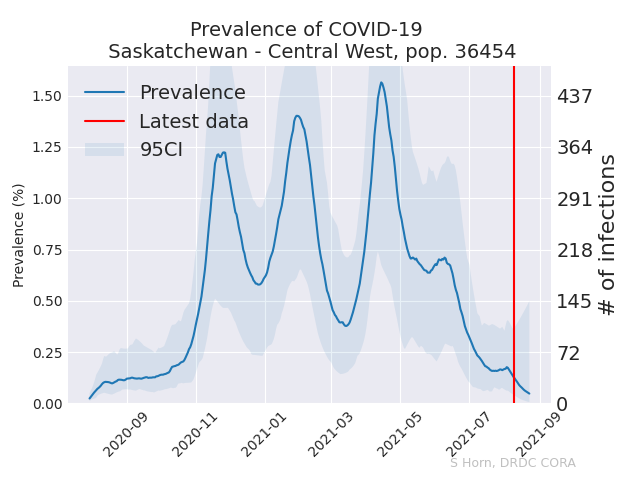 Prevalence of COVID-19
Saskatchewan - Central West, pop. 36454
Prevalence
Latest data
95CI
Prevalence (%)
1.50
1.25
1.00
0.75
0.50
0.25
0.00
437
364
291
218
145
72
0
# of infections
2020-09
2020-11
2021-01
2021-03
2021-05
2021-07
2021-09
S Horn, DRDC CORA